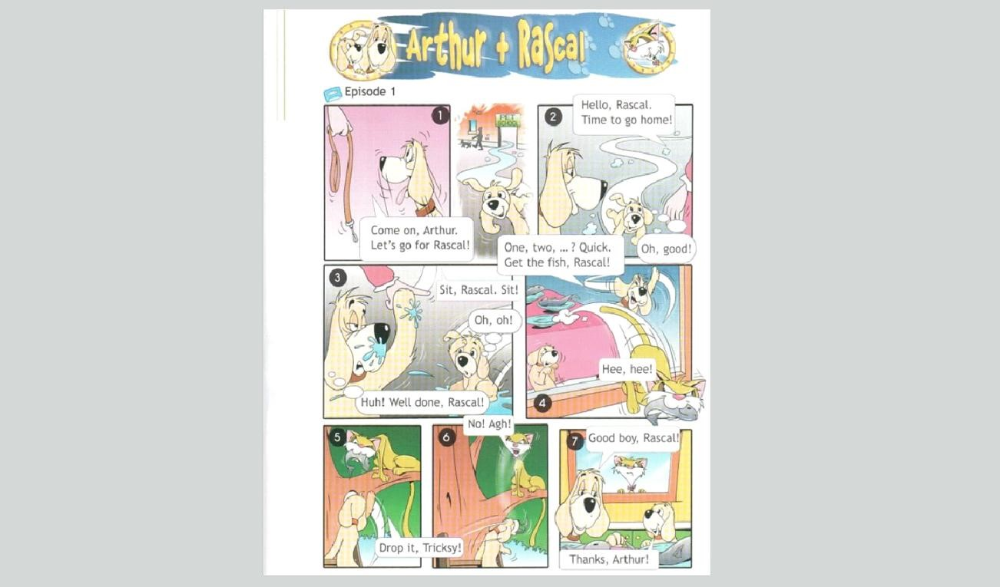 Arthur + Rascal
Episode 1
1
Come on, Arthur.
Let's go for Rascal!
PET
SCHOOL
2
Hello, Rascal.
Time to go home!
Oh, good!
3
Sit, Rascal. Sit!
Oh, oh!
Huh! Well done, Rascal!
One, two, ... ? Quick.
Get the fish, Rascal!
Hee, hee!
4
5
Drop it, Tricksy!
6
No! Agh!
7
Good boy, Rascal!
Thanks, Arthur!